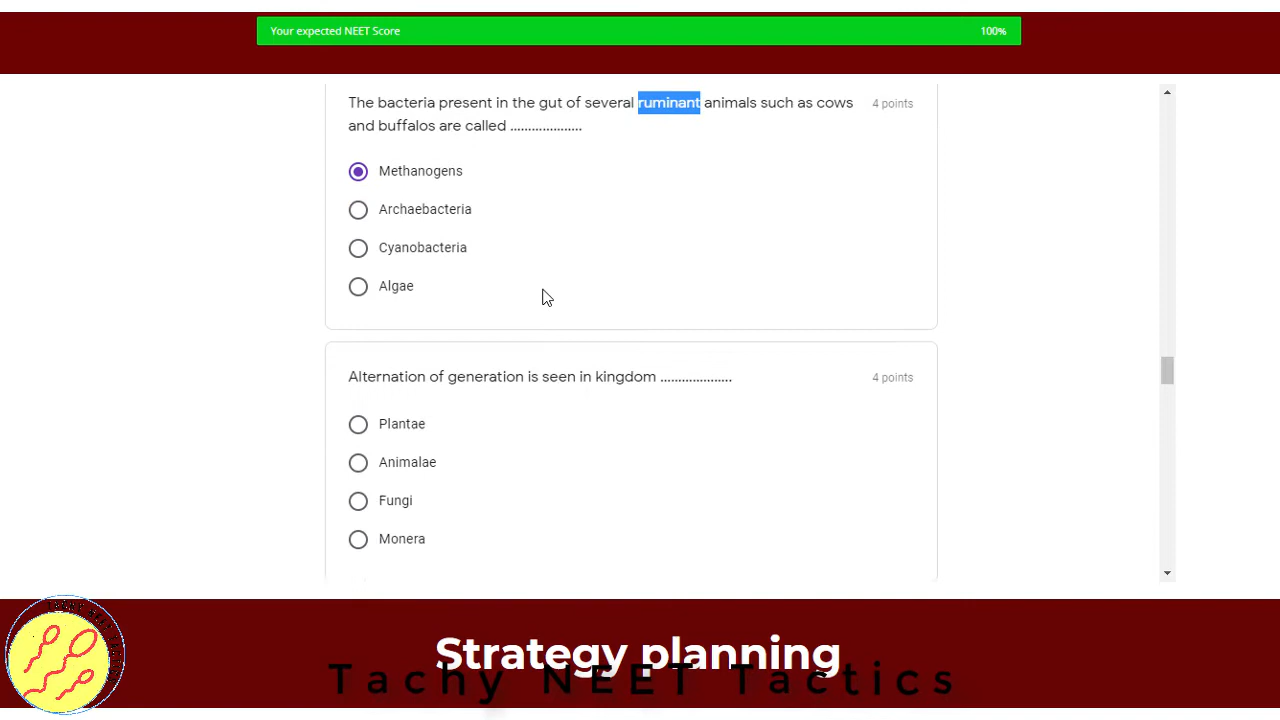 Your expected NEET Score 100%
The bacteria present in the gut of several ruminant animals such as cows 4 points
and buffalos are called ...................
Methanogens
Archaebacteria
Cyanobacteria
Algae
Alternation of generation is seen in kingdom ................... 4 points
Plantae
Animalae
Fungi
Monera
Strategy planning
Tachy NEET Tactics